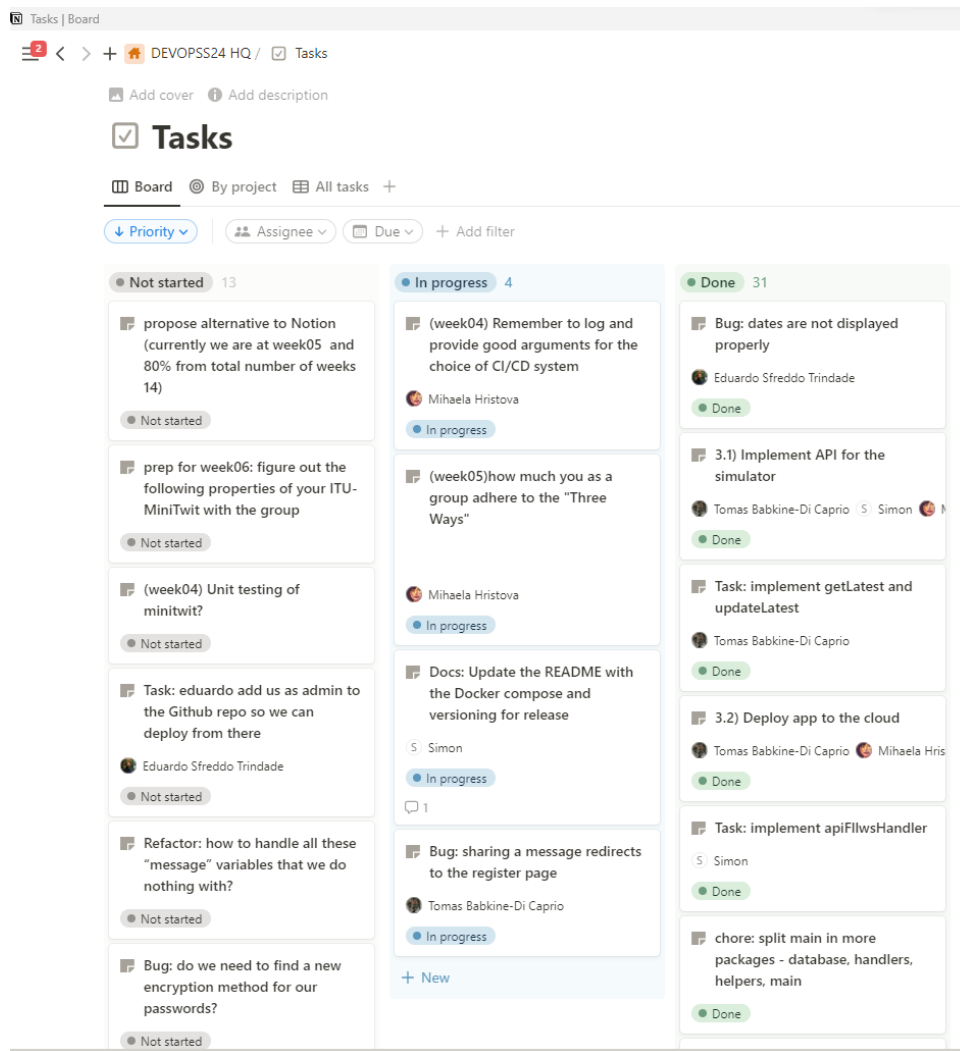 Tasks | Board
2
DEVOPSS24 HQ / Tasks
Add cover Add description
Tasks
Board By project All tasks
Priority Assignee Due Add filter
Not started 13
propose alternative to Notion
(currently we are at week05 and
80% from total number of weeks
14)
Not started
prep for week06: figure out the
following properties of your ITU-
MiniTwit with the group
Not started
(week04) Unit testing of
minitwit?
Not started
Task: eduardo add us as admin to
the Github repo so we can
deploy from there
Eduardo Sfreddo Trindade
Not started
Refactor: how to handle all these
“message” variables that we do
nothing with?
Not started
Bug: do we need to find a new
encryption method for our
passwords?
Not started
In progress 4
(week04) Remember to log and
provide good arguments for the
choice of CI/CD system
Mihaela Hristova
In progress
(week05)how much you as a
group adhere to the "Three
Ways"
Mihaela Hristova
In progress
Docs: Update the README with
the Docker compose and
versioning for release
S Simon
In progress
1
Bug: sharing a message redirects
to the register page
Tomas Babkine-Di Caprio
In progress
+ New
Done 31
Bug: dates are not displayed
properly
Eduardo Sfreddo Trindade
Done
3.1) Implement API for the
simulator
Tomas Babkine-Di Caprio S Simon
Done
Task: implement getLatest and
updateLatest
Tomas Babkine-Di Caprio
Done
3.2) Deploy app to the cloud
Tomas Babkine-Di Caprio Mihaela Hris
Done
Task: implement apiFllwsHandler
S Simon
Done
chore: split main in more
packages - database, handlers,
helpers, main
Done